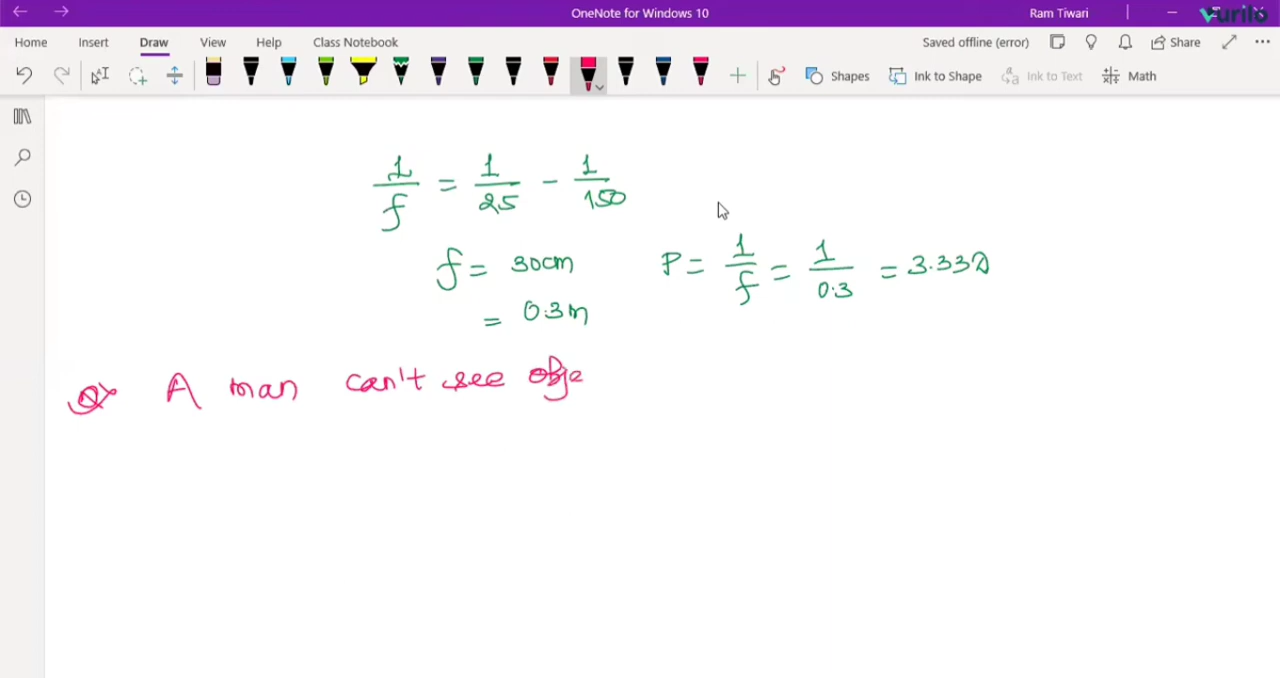 OneNote for Windows 10
Ram Tiwari
vurilo
Home Insert Draw View Help Class Notebook
Saved offline (error) Share
Shapes Ink to Shape Ink to Text Math
1/f = 1/25 - 1/150
f = 30cm P = 1/f = 1/0.3 = 3.33D
= 0.3m
Q> A man can't see obje